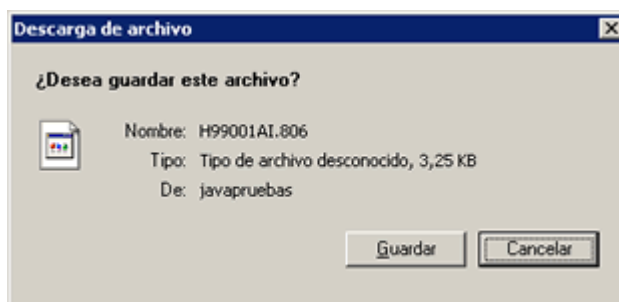 Descarga de archivo
¿Desea guardar este archivo?
Nombre: H99001AI.806
Tipo: Tipo de archivo desconocido, 3,25 KB
De: javapruebas
Guardar Cancelar